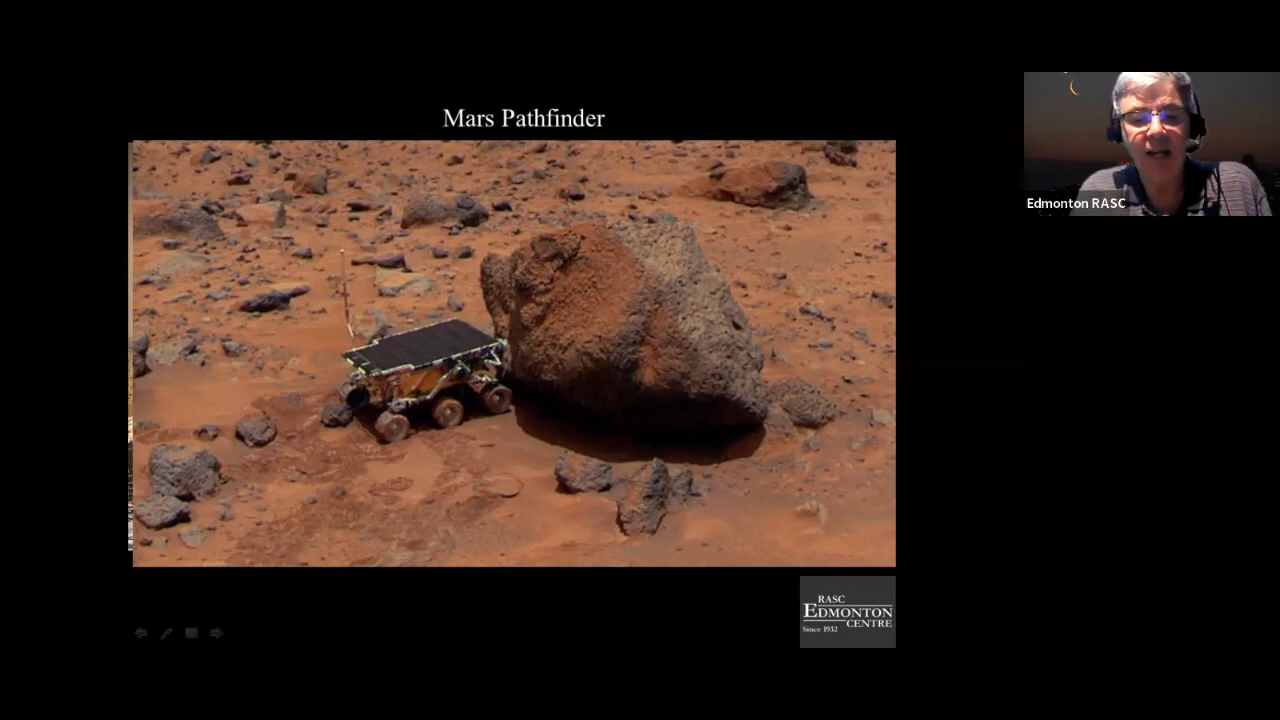 Mars Pathfinder
Edmonton RASC
RASC
EDMONTON
CENTRE
Since 1932